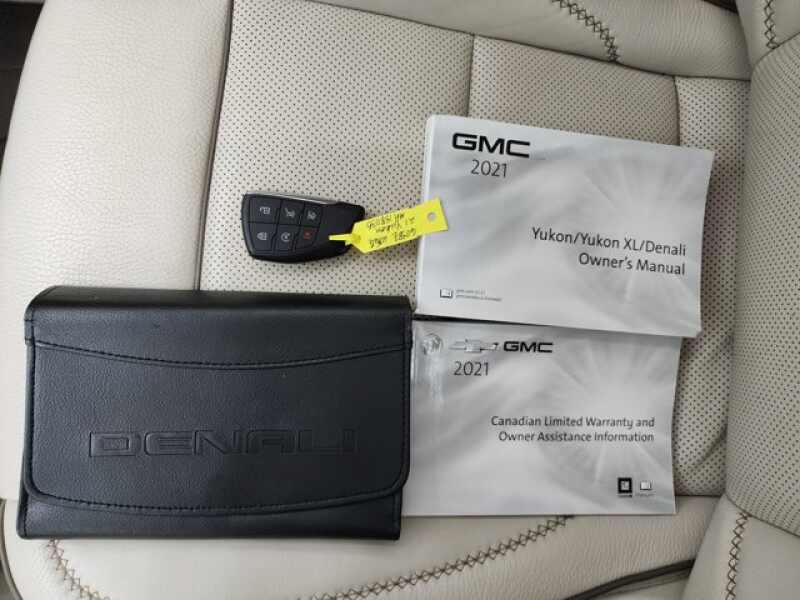 GMC
2021
Yukon/Yukon XL/Denali
Owner's Manual
GMC
2021
Canadian Limited Warranty and
Owner Assistance Information
DENALI